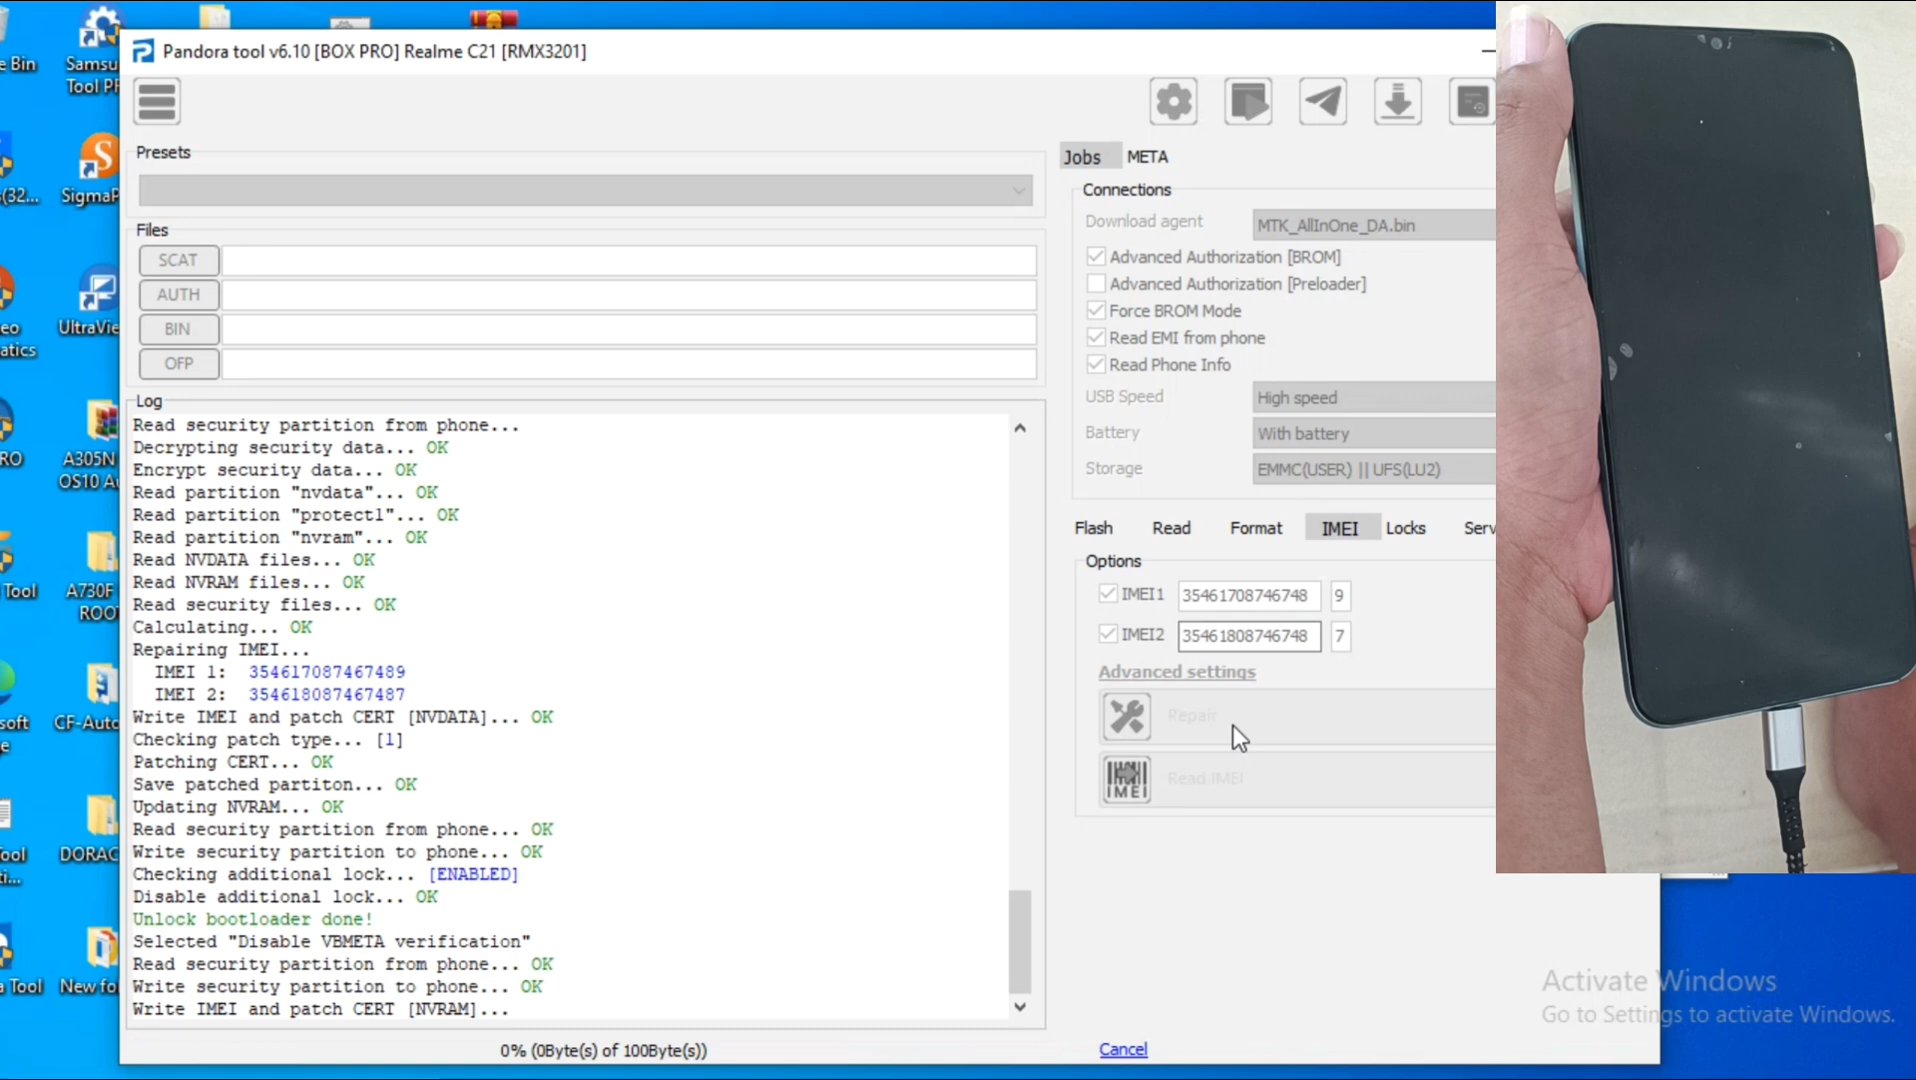 e Bin
Samsu
Tool PR
s(32...
SigmaP
eo
atics
UltraVie
RO
A305N
OS10 Au
Tool
A730F
ROO
soft
e
CF-Auto
Tool
ti...
DORAC
a Tool
New fo
Pandora tool v6.10 [BOX PRO] Realme C21 [RMX3201]
Presets
Files
SCAT
AUTH
BIN
OFP
Log
Read security partition from phone...
Decrypting security data... OK
Encrypt security data... OK
Read partition "nvdata"... OK
Read partition "protect1"... OK
Read partition "nvram"... OK
Read NVDATA files... OK
Read NVRAM files... OK
Read security files... OK
Calculating... OK
Repairing IMEI...
IMEI 1: 354617087467489
IMEI 2: 354618087467487
Write IMEI and patch CERT [NVDATA]... OK
Checking patch type... [1]
Patching CERT... OK
Save patched partiton... OK
Updating NVRAM... OK
Read security partition from phone... OK
Write security partition to phone... OK
Checking additional lock... [ENABLED]
Disable additional lock... OK
Unlock bootloader done!
Selected "Disable VBMETA verification"
Read security partition from phone... OK
Write security partition to phone... OK
Write IMEI and patch CERT [NVRAM]...
0% (0Byte(s) of 100Byte(s))
Jobs META
Connections
Download agent MTK_AllInOne_DA.bin
Advanced Authorization [BROM]
Advanced Authorization [Preloader]
Force BROM Mode
Read EMI from phone
Read Phone Info
USB Speed High speed
Battery With battery
Storage EMMC(USER) || UFS(LU2)
Flash Read Format IMEI Locks Serv
Options
IMEI1 35461708746748 9
IMEI2 35461808746748 7
Advanced settings
Repair
IMEI Read IMEI
Cancel
Activate Windows
Go to Settings to activate Windows.